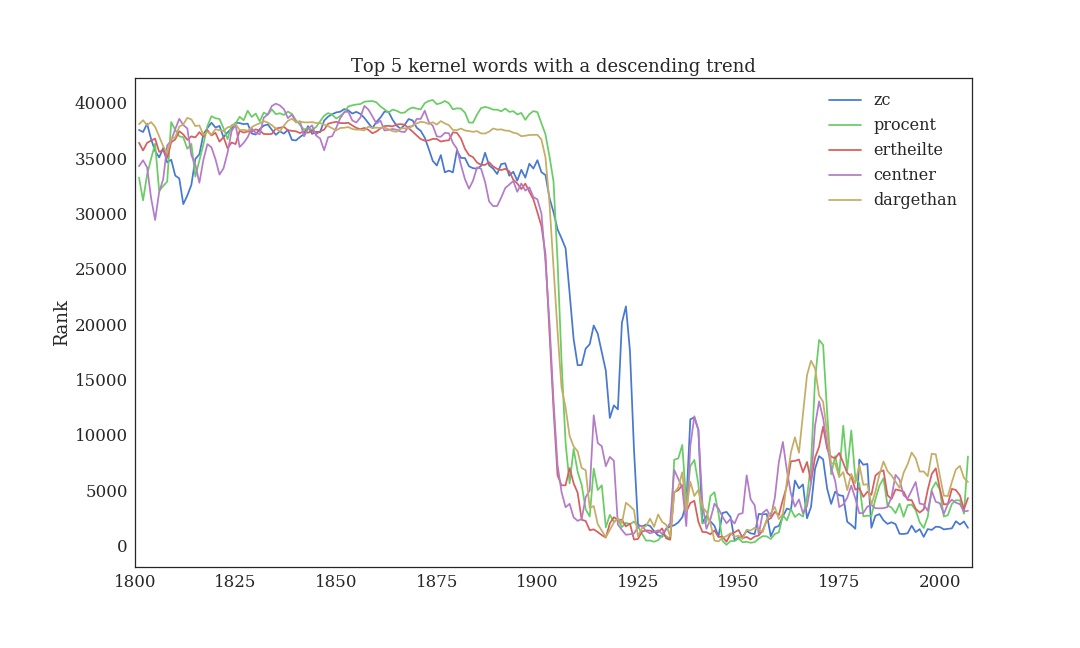 Top 5 kernel words with a descending trend
zc
procent
ertheilte
centner
dargethan
Rank
40000
35000
30000
25000
20000
15000
10000
5000
0
1800 1825 1850 1875 1900 1925 1950 1975 2000